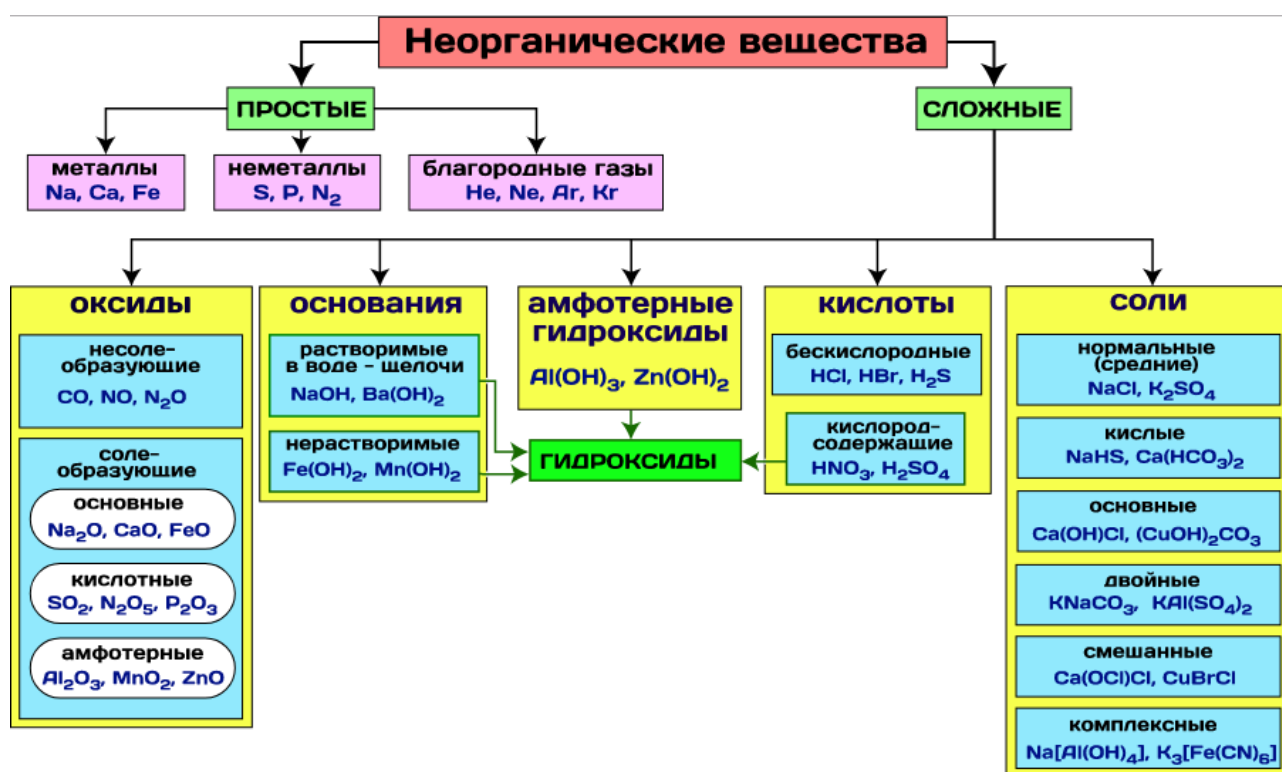 Неорганические вещества
ПРОСТЫЕ
СЛОЖНЫЕ
металлы
Na, Ca, Fe
неметаллы
S, P, N₂
благородные газы
He, Ne, Ar, Kr
оксиды
несоле-
образующие
CO, NO, N₂O
соле-
образующие
основные
Na₂O, CaO, FeO
кислотные
SO₂, N₂O₅, P₂O₃
амфотерные
Al₂O₃, MnO₂, ZnO
основания
растворимые
в воде – щелочи
NaOH, Ba(OH)₂
нерастворимые
Fe(OH)₂, Mn(OH)₂
амфотерные
гидроксиды
Al(OH)₃, Zn(OH)₂
ГИДРОКСИДЫ
кислоты
бескислородные
HCl, HBr, H₂S
кислород-
содержащие
HNO₃, H₂SO₄
соли
нормальные
(средние)
NaCl, K₂SO₄
кислые
NaHS, Ca(HCO₃)₂
основные
Ca(OH)Cl, (CuOH)₂CO₃
двойные
KNaCO₃, KAl(SO₄)₂
смешанные
Ca(OCl)Cl, CuBrCl
комплексные
Na[Al(OH)₄], K₃[Fe(CN)₆]